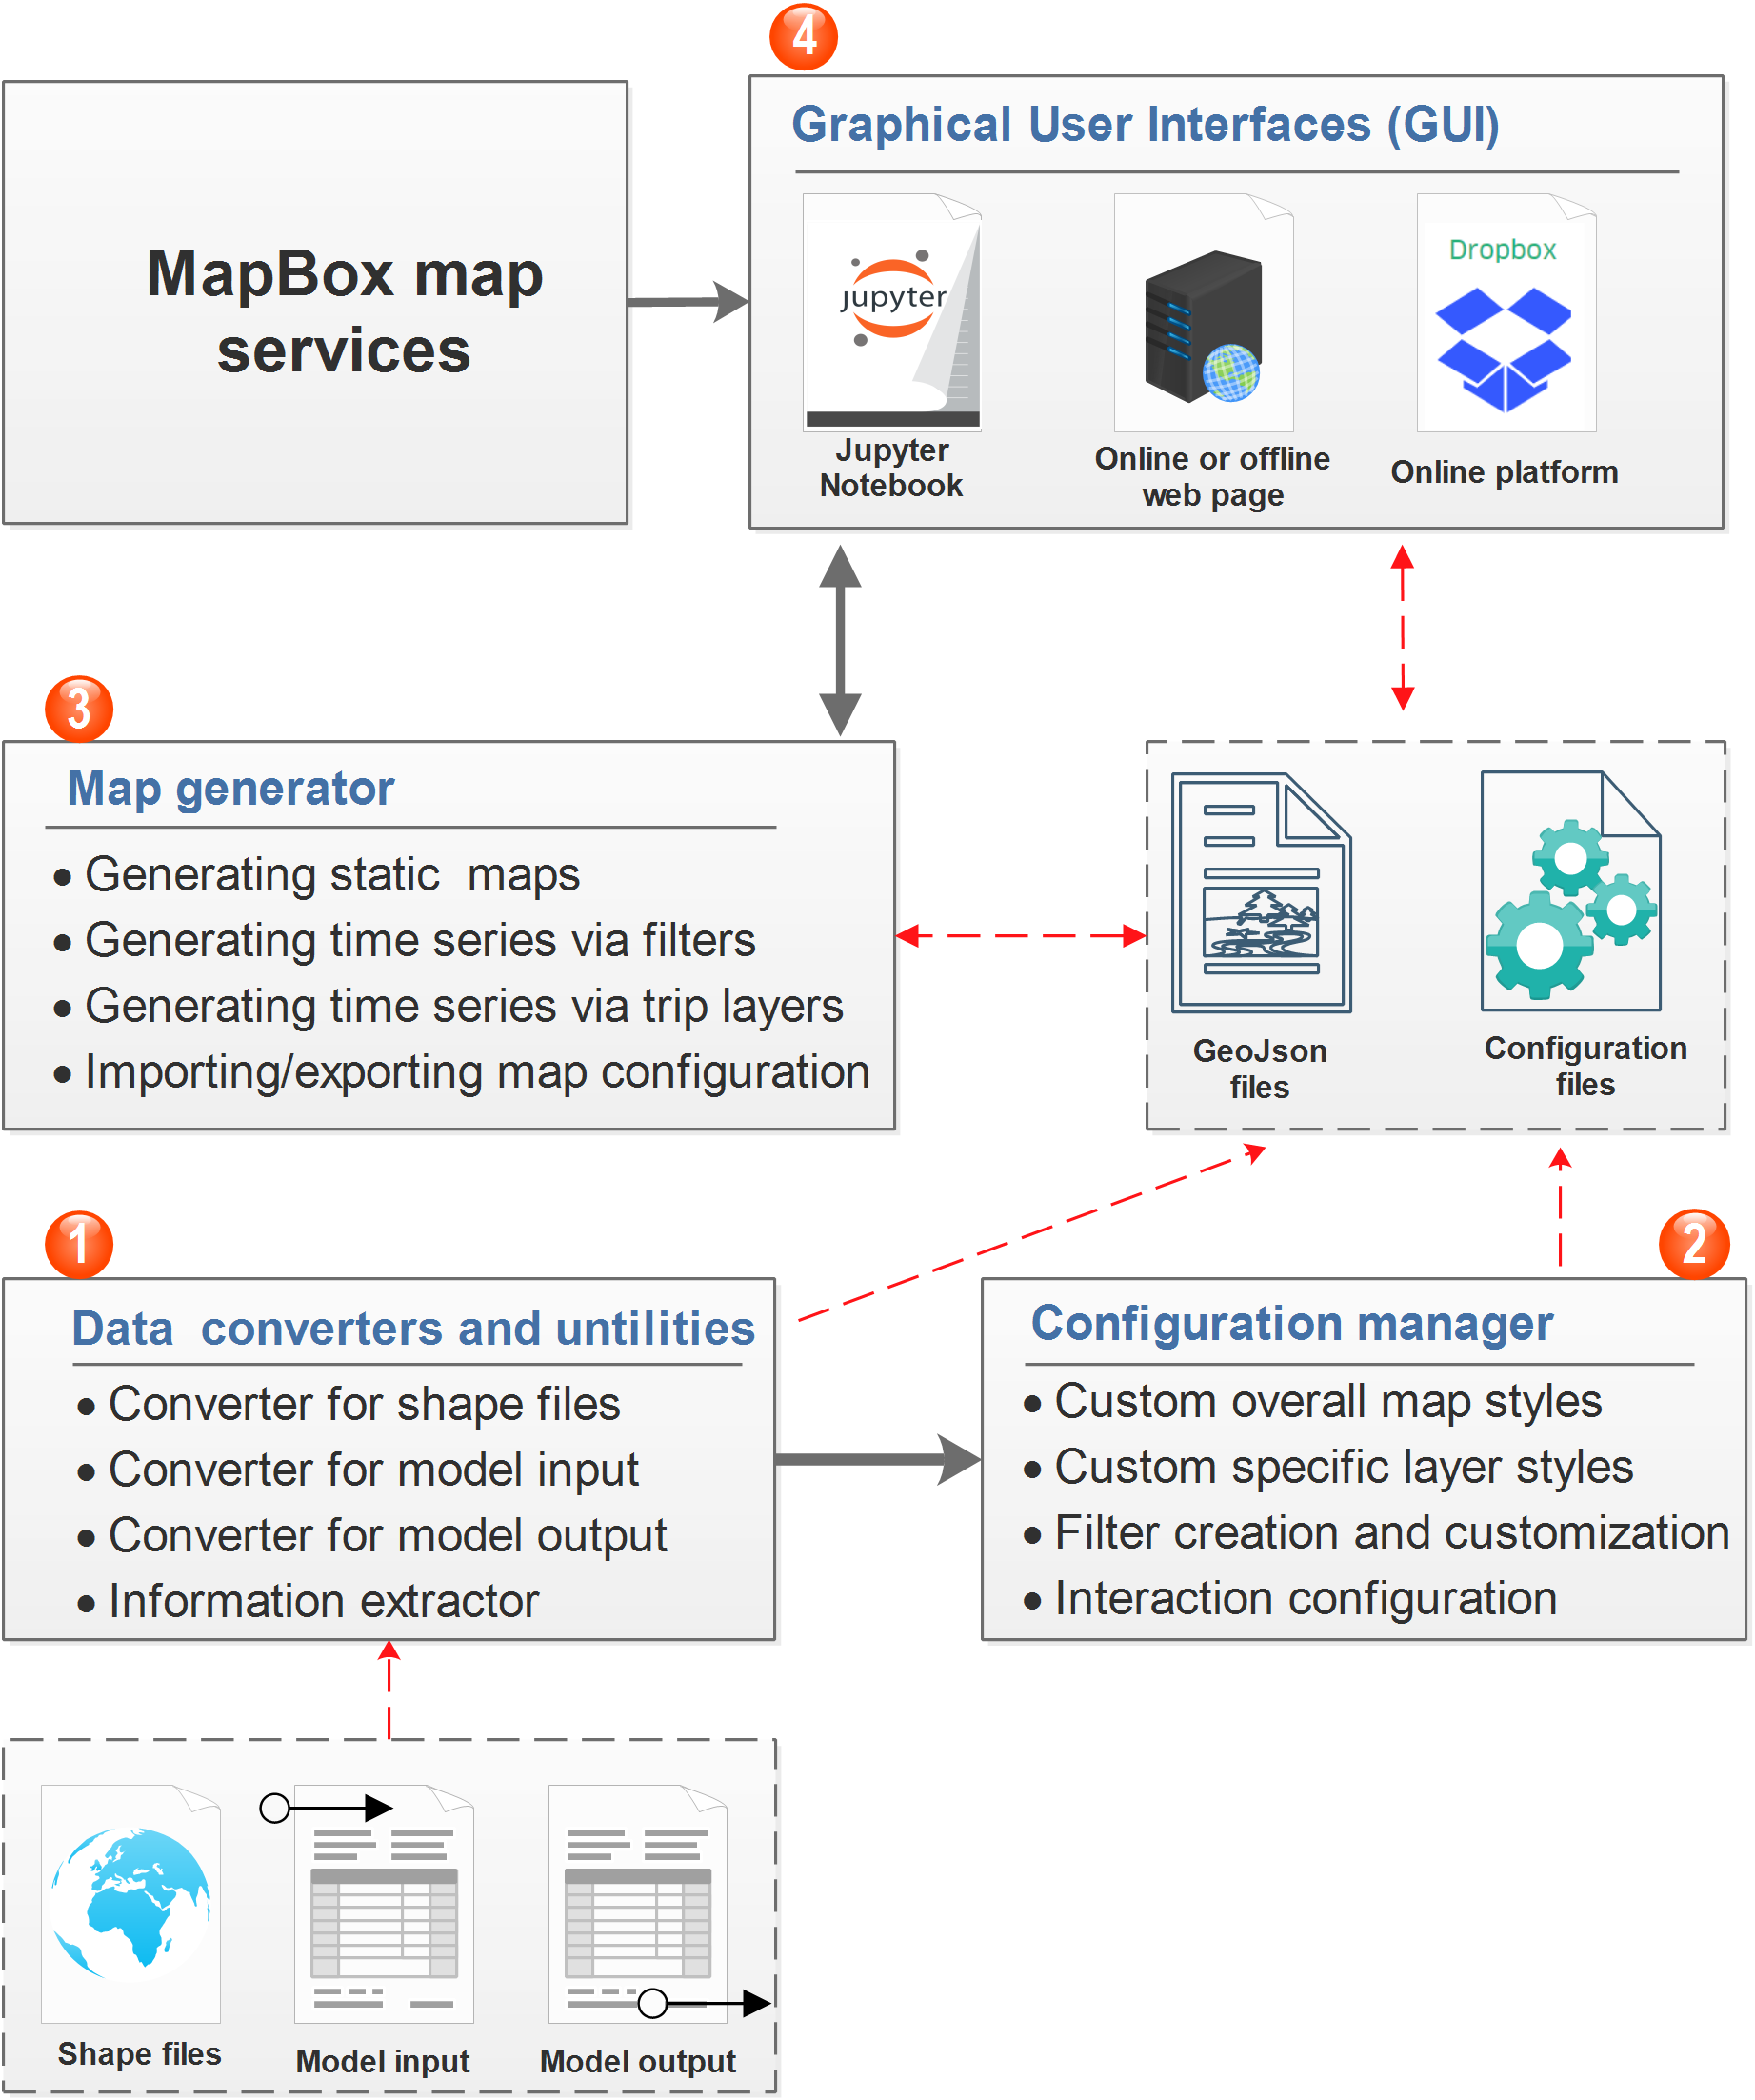 4
MapBox map
services
Graphical User Interfaces (GUI)
jupyter
Dropbox
Jupyter
Notebook
Online or offline
web page
Online platform
3
Map generator
• Generating static maps
• Generating time series via filters
• Generating time series via trip layers
• Importing/exporting map configuration
GeoJson
files
Configuration
files
1
Data converters and untilities
• Converter for shape files
• Converter for model input
• Converter for model output
• Information extractor
2
Configuration manager
• Custom overall map styles
• Custom specific layer styles
• Filter creation and customization
• Interaction configuration
Shape files
Model input
Model output